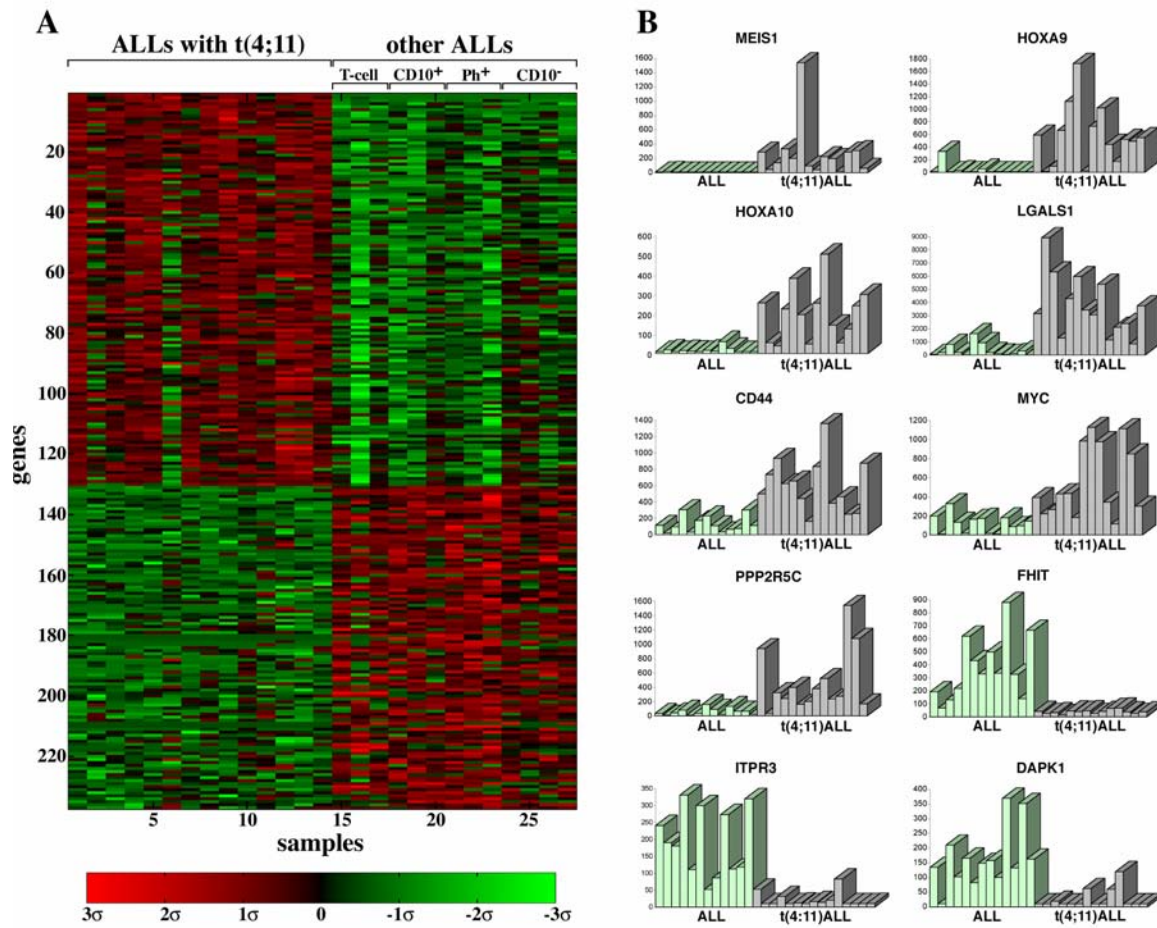 A
ALLs with t(4;11)
other ALLs
T-cell
CD10+
Ph+
CD10-
genes
20
40
60
80
100
120
140
160
180
200
220
5
10
15
20
25
samples
3σ
2σ
1σ
0
-1σ
-2σ
-3σ
B
MEIS1
1600
1400
1200
1000
800
600
400
200
0
ALL
t(4;11)ALL
HOXA9
1800
1600
1400
1200
1000
800
600
400
200
0
ALL
t(4;11)ALL
HOXA10
600
500
400
300
200
100
0
ALL
t(4;11)ALL
LGALS1
9000
8000
7000
6000
5000
4000
3000
2000
1000
0
ALL
t(4;11)ALL
CD44
1400
1200
1000
800
600
400
200
0
ALL
t(4;11)ALL
MYC
1200
1000
800
600
400
200
0
ALL
t(4;11)ALL
PPP2R5C
1600
1400
1200
1000
800
600
400
200
0
ALL
t(4;11)ALL
FHIT
900
800
700
600
500
400
300
200
100
0
ALL
t(4;11)ALL
ITPR3
350
300
250
200
150
100
50
0
ALL
t(4:11)ALL
DAPK1
400
350
300
250
200
150
100
50
0
ALL
t(4;11)ALL